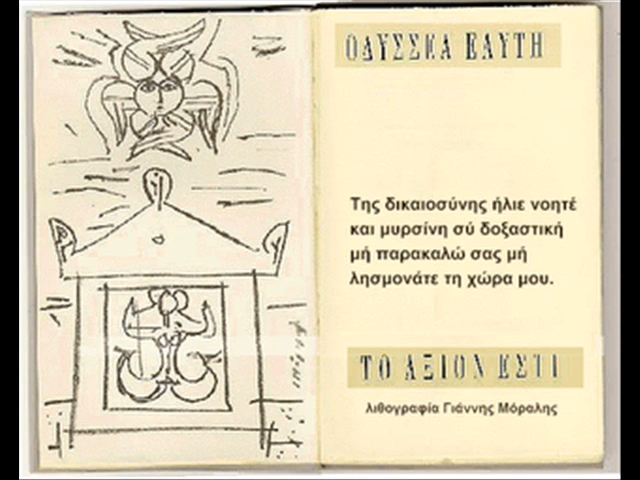 ΟΔΥΣΣΕΑ ΕΛΥΤΗ
Της δικαιοσύνης ήλιε νοητέ
και μυρσίνη σύ δοξαστική
μή παρακαλώ σας μή
λησμονάτε τη χώρα μου.
ΤΟ ΑΞΙΟΝ ΕΣΤΙ
λιθογραφία Γιάννης Μόραλης